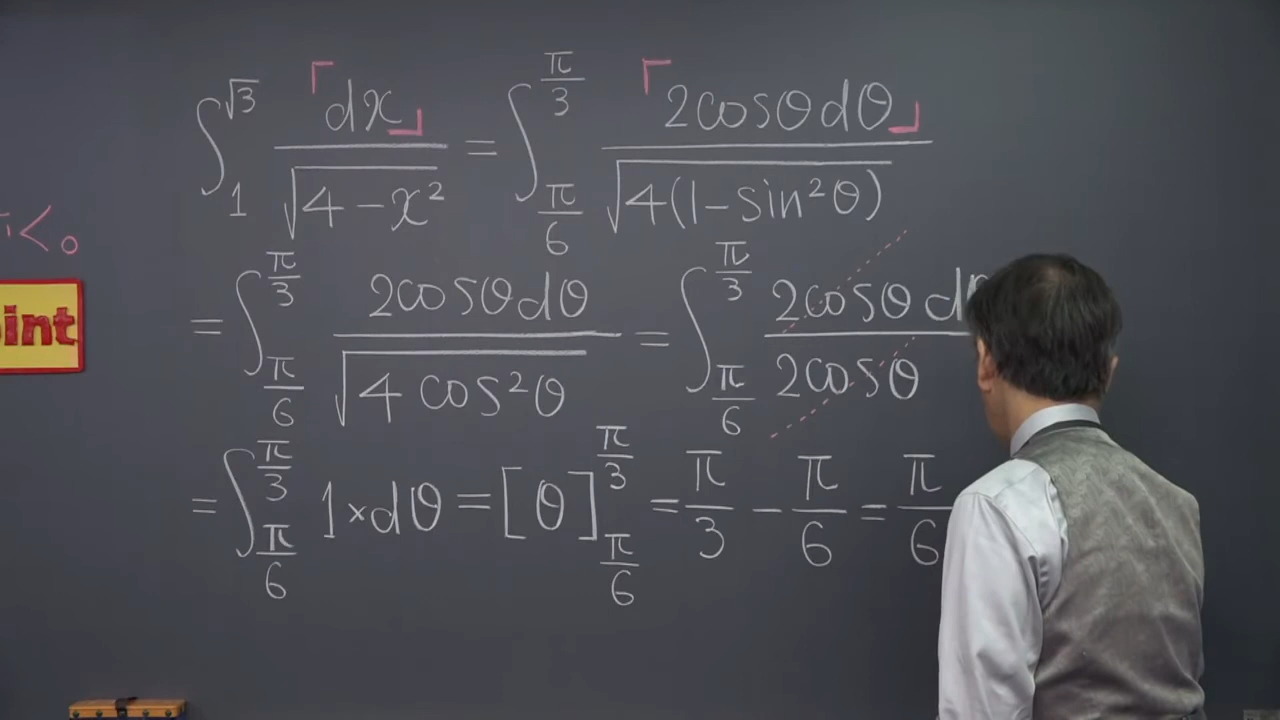 ∫_1^√3 「dx」/√(4-x²) = ∫_{π/6}^{π/3} 「2cosθdθ」/√(4(1-sin²θ))
く。
int
= ∫_{π/6}^{π/3} 2cosθdθ/√(4cos²θ) = ∫_{π/6}^{π/3} 2cosθd/2cosθ
= ∫_{π/6}^{π/3} 1×dθ = [θ]_{π/6}^{π/3} = π/3 - π/6 = π/6